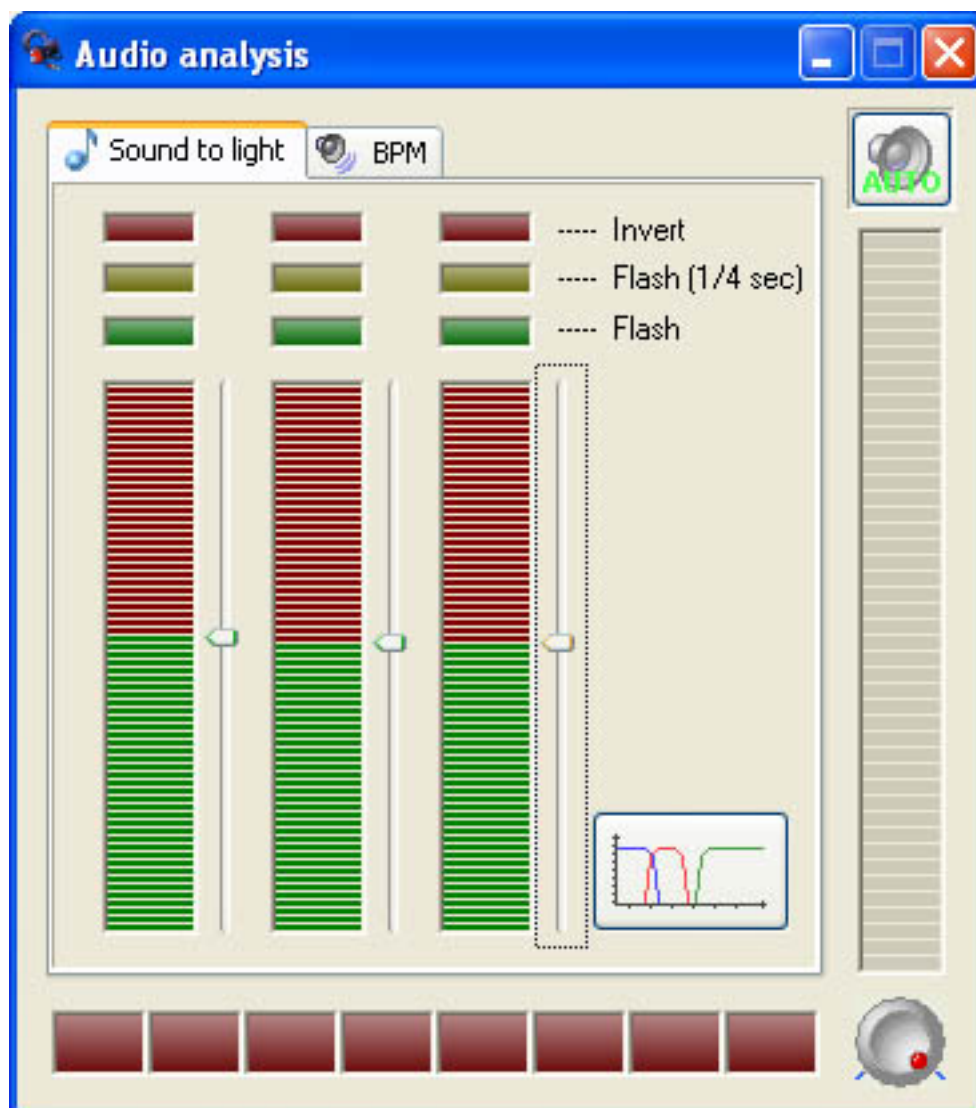 Audio analysis
Sound to light
BPM
AUTO
----- Invert
----- Flash (1/4 sec)
----- Flash